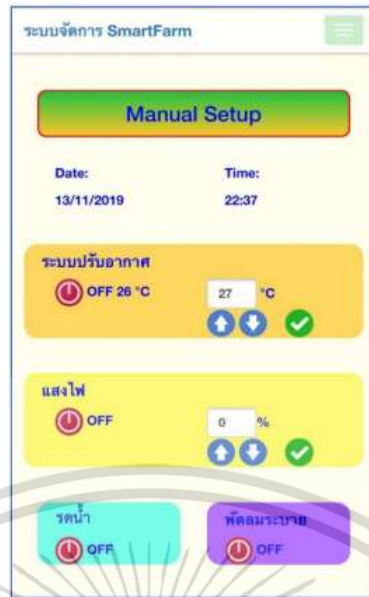 ระบบจัดการ SmartFarm
Manual Setup
Date: Time:
13/11/2019 22:37
ระบบปรับอากาศ
OFF 26 °C 27 °C
แสงไฟ
OFF 0 %
รดน้ำ พัดลมระบาย
OFF OFF